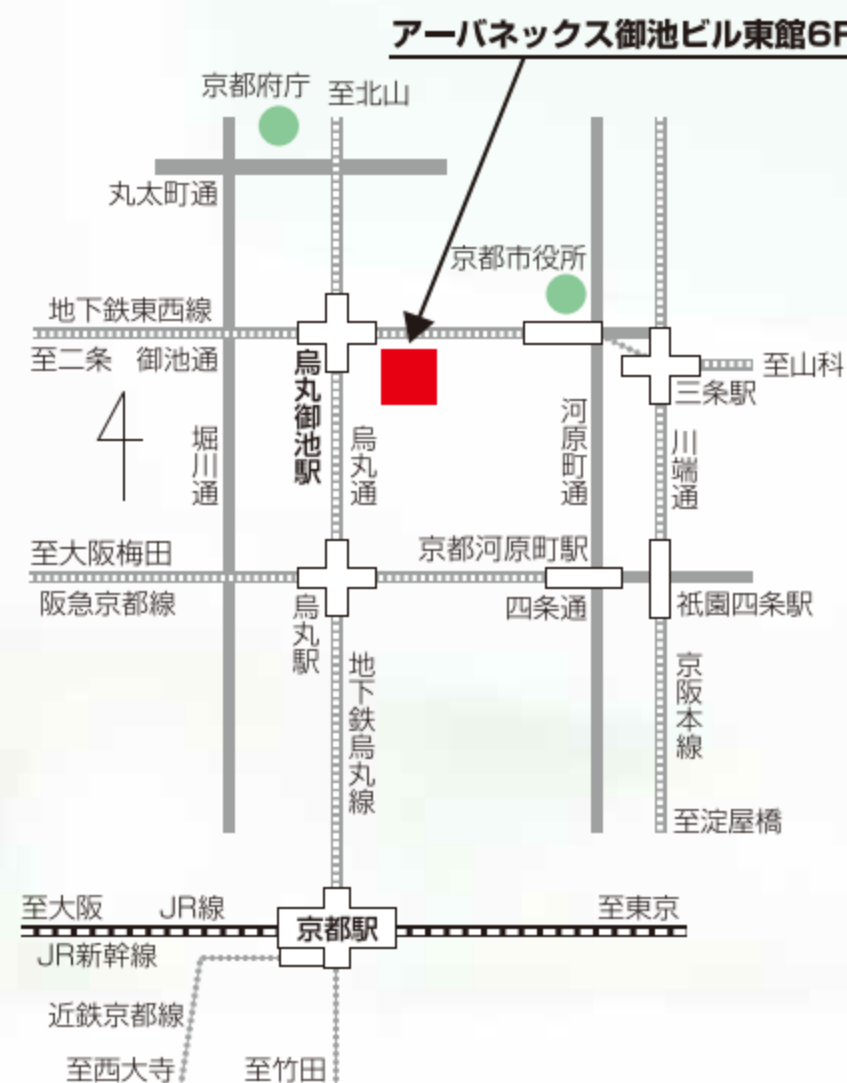 アーバネックス御池ビル東館6F
京都府庁
至北山
丸太町通
京都市役所
地下鉄東西線
至二条
御池通
烏丸御池駅
烏丸通
堀川通
河原町通
三条駅
至山科
川端通
至大阪梅田
阪急京都線
京都河原町駅
四条通
祇園四条駅
烏丸駅
地下鉄烏丸線
京阪本線
至淀屋橋
至大阪
JR線
京都駅
至東京
JR新幹線
近鉄京都線
至西大寺
至竹田